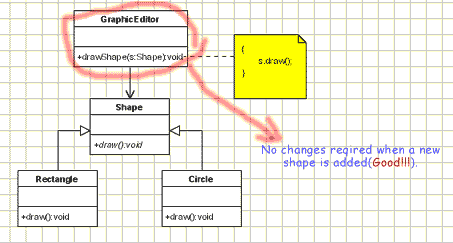 GraphicEditor
+drawShape(s:Shape):void
{
s.draw();
}
Shape
+draw():void
No changes reqired when a new
shape is added(Good!!!).
Rectangle
+draw():void
Circle
+draw():void